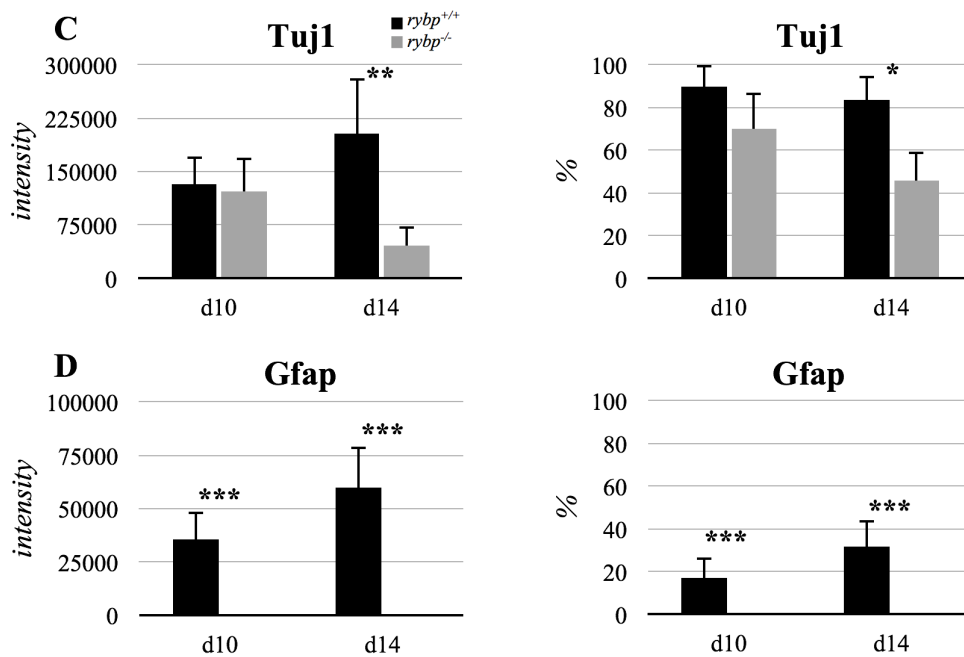 C
Tuj1
rybp+/+
rybp-/-
300000
225000
150000
75000
0
intensity
**
d10 d14
Tuj1
100
80
60
40
20
0
%
*
d10 d14
D
Gfap
100000
75000
50000
25000
0
intensity
***
***
d10 d14
Gfap
100
80
60
40
20
0
%
***
***
d10 d14